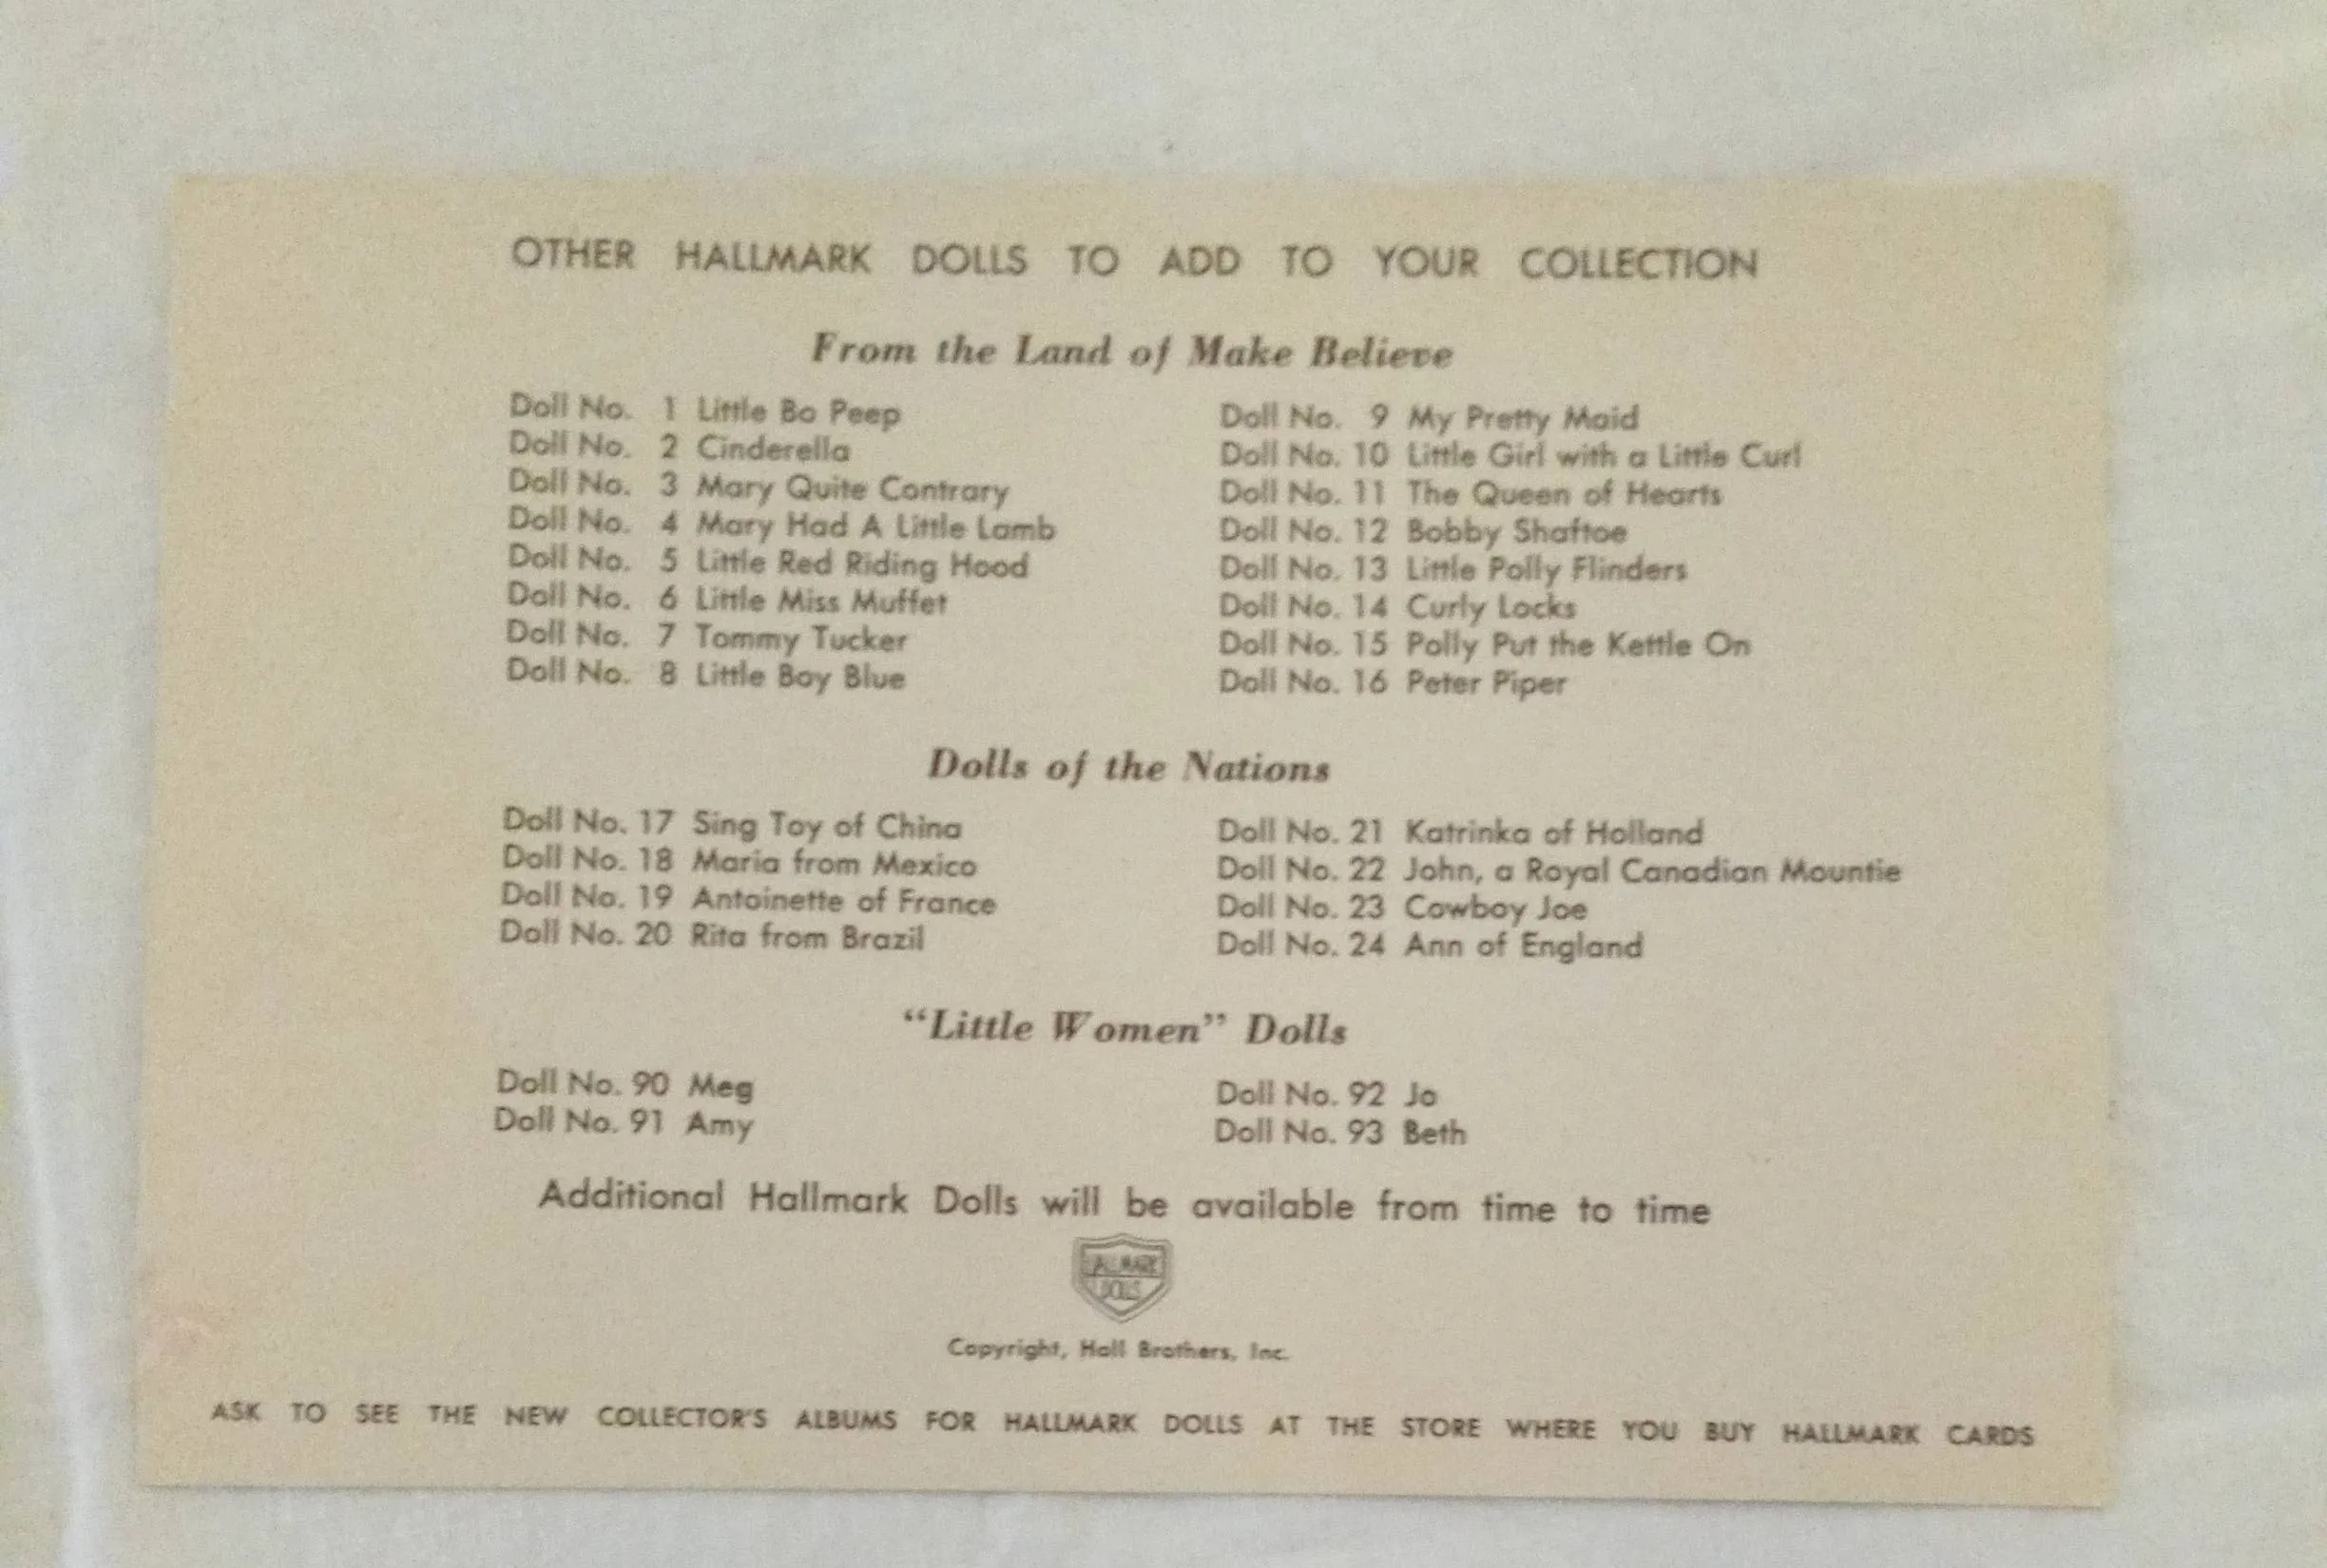 OTHER HALLMARK DOLLS TO ADD TO YOUR COLLECTION
From the Land of Make Believe
Doll No. 1 Little Bo Peep
Doll No. 2 Cinderella
Doll No. 3 Mary Quite Contrary
Doll No. 4 Mary Had A Little Lamb
Doll No. 5 Little Red Riding Hood
Doll No. 6 Little Miss Muffet
Doll No. 7 Tommy Tucker
Doll No. 8 Little Boy Blue
Doll No. 9 My Pretty Maid
Doll No. 10 Little Girl with a Little Curl
Doll No. 11 The Queen of Hearts
Doll No. 12 Bobby Shaftoe
Doll No. 13 Little Polly Flinders
Doll No. 14 Curly Locks
Doll No. 15 Polly Put the Kettle On
Doll No. 16 Peter Piper
Dolls of the Nations
Doll No. 17 Sing Toy of China
Doll No. 18 Maria from Mexico
Doll No. 19 Antoinette of France
Doll No. 20 Rita from Brazil
Doll No. 21 Katrinka of Holland
Doll No. 22 John, a Royal Canadian Mountie
Doll No. 23 Cowboy Joe
Doll No. 24 Ann of England
“Little Women” Dolls
Doll No. 90 Meg
Doll No. 91 Amy
Doll No. 92 Jo
Doll No. 93 Beth
Additional Hallmark Dolls will be available from time to time
HALLMARK
DOLLS
Copyright, Hall Brothers, Inc.
ASK TO SEE THE NEW COLLECTOR'S ALBUMS FOR HALLMARK DOLLS AT THE STORE WHERE YOU BUY HALLMARK CARDS